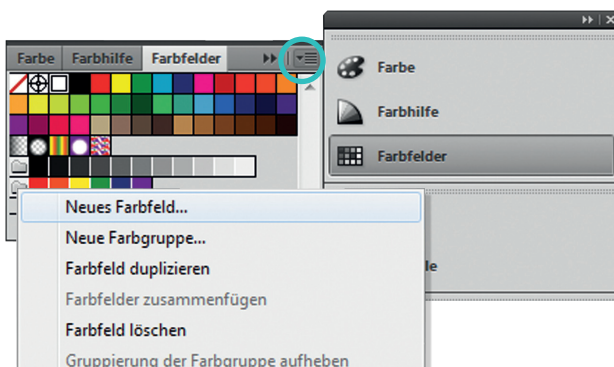 Farbe Farbhilfe Farbfelder
Farbe
Farbhilfe
Farbfelder
Neues Farbfeld...
Neue Farbgruppe...
Farbfeld duplizieren
Farbfelder zusammenfügen
Farbfeld löschen
Gruppierung der Farbgruppe aufheben